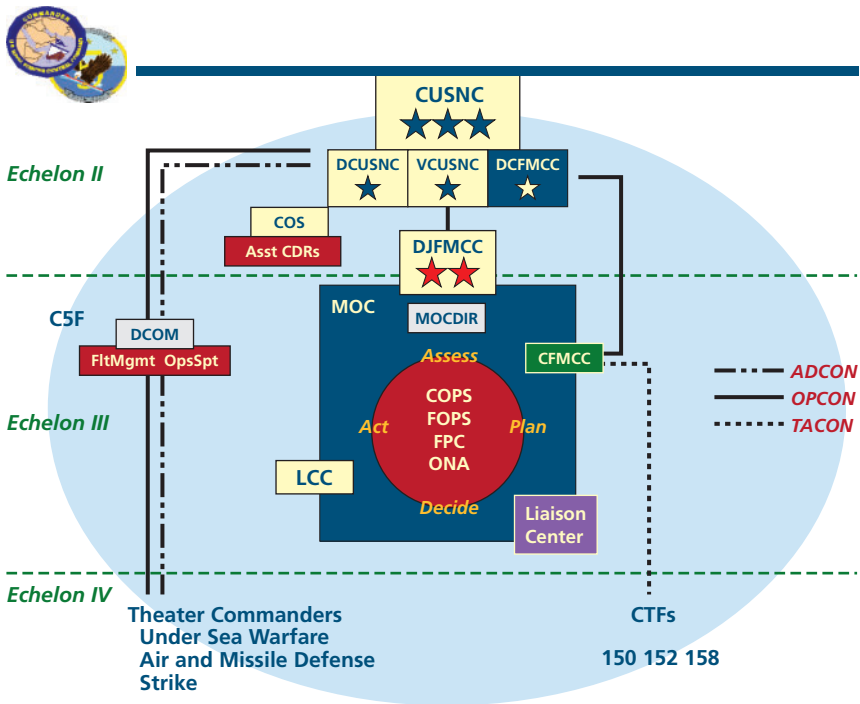 COMMANDER
CUSNC
Echelon II
DCUSNC
VCUSNC
DCFMCC
COS
Asst CDRs
DJFMCC
C5F
DCOM
FltMgmt OpsSpt
MOC
MOCDIR
CFMCC
Assess
COPS
FOPS
FPC
ONA
Act
Plan
Decide
ADCON
OPCON
TACON
Echelon III
LCC
Liaison
Center
Echelon IV
Theater Commanders
Under Sea Warfare
Air and Missile Defense
Strike
CTFs
150 152 158